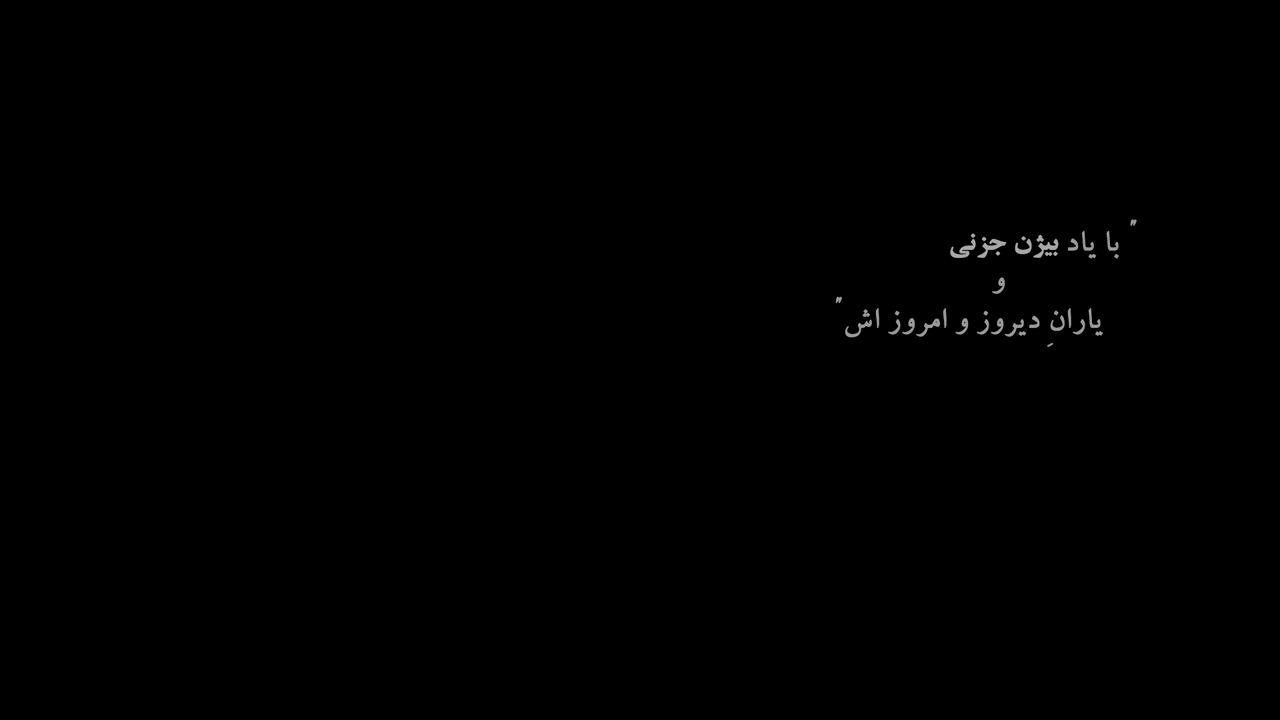 " با یاد بیژن جزنی
و
یارانِ دیروز و امروز اش"